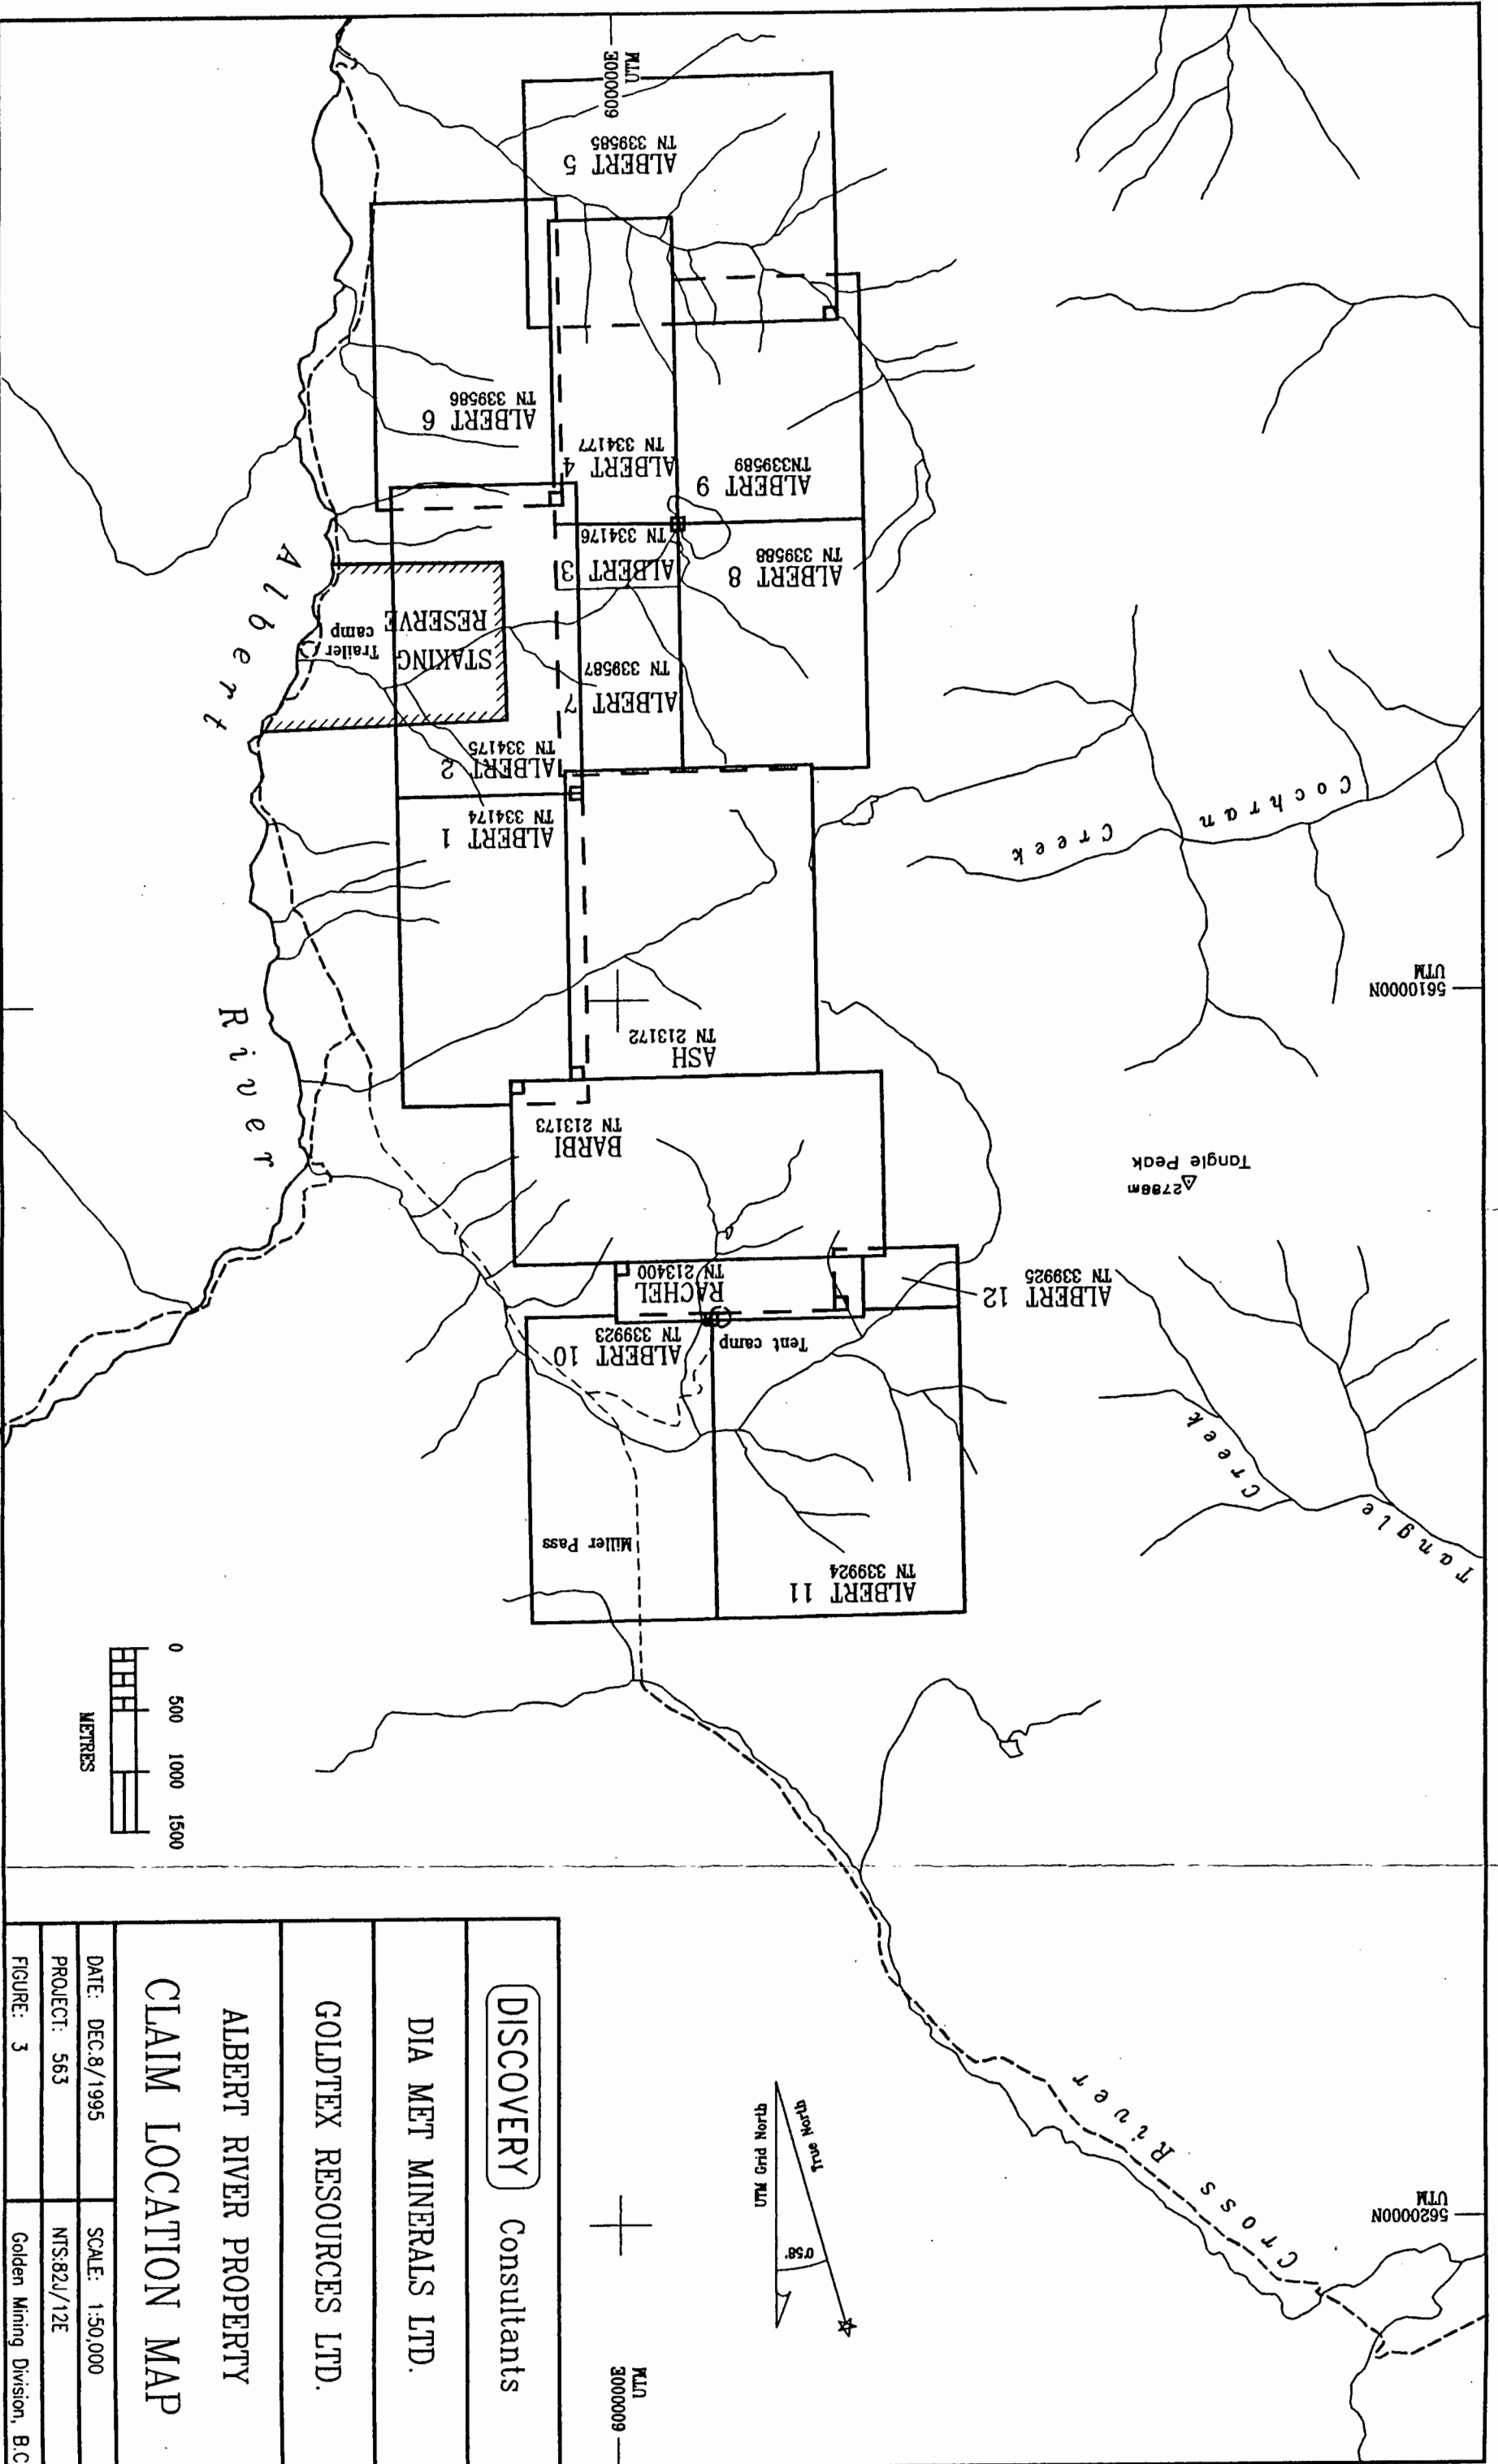 UTM
600000E
ALBERT 5
TN 339585
ALBERT 6
TN 339586
ALBERT 4
TN 334177
ALBERT 9
TN339589
ALBERT 3
TN 334176
ALBERT 8
TN 339588
STAKING
RESERVE
Trailer
camp
Albert
River
ALBERT 7
TN 339587
ALBERT 2
TN 334175
ALBERT 1
TN 334174
Cochran
Creek
5610000N
UTM
ASH
TN 213172
BARBI
TN 213173
Tangle Peak
2786m
RACHEL
TN 213400
ALBERT 12
TN 339925
ALBERT 10
TN 339923
Tent camp
Miller Pass
ALBERT 11
TN 339924
Tangle
Creek
0 500 1000 1500
METRES
Cross River
5620000N
UTM
True North
UTM Grid North
0°58'
UTM
600000E
DISCOVERY Consultants
DIA MET MINERALS LTD.
GOLDTEX RESOURCES LTD.
ALBERT RIVER PROPERTY
CLAIM LOCATION MAP
DATE: DEC.8/1995
SCALE: 1:50,000
PROJECT: 563
NTS:82J/12E
FIGURE: 3
Golden Mining Division, B.C